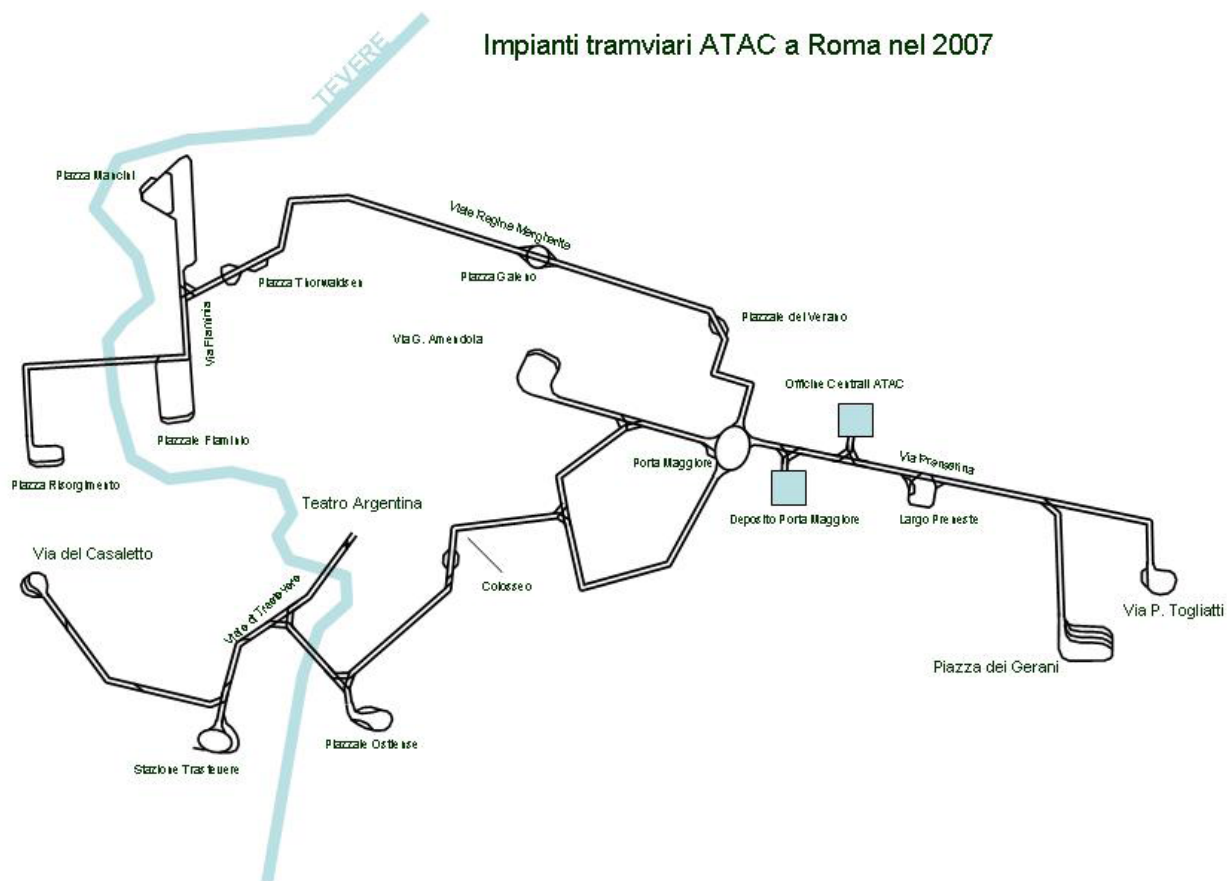 Impianti tramviari ATAC a Roma nel 2007
TEVERE
Piazza Mancini
Viale Regina Margherita
Piazza Thorwaldsen
Piazza Galeno
Via Flaminia
Piazzale del Verano
Via G. Amendola
Officine Centrali ATAC
Piazzale Flaminio
Porta Maggiore
Via Prenestina
Piazza Risorgimento
Teatro Argentina
Deposito Porta Maggiore
Largo Preneste
Via del Casaletto
Colosseo
Viale di Trastevere
Via P. Togliatti
Piazza dei Gerani
Piazzale Ostiense
Stazione Trastevere